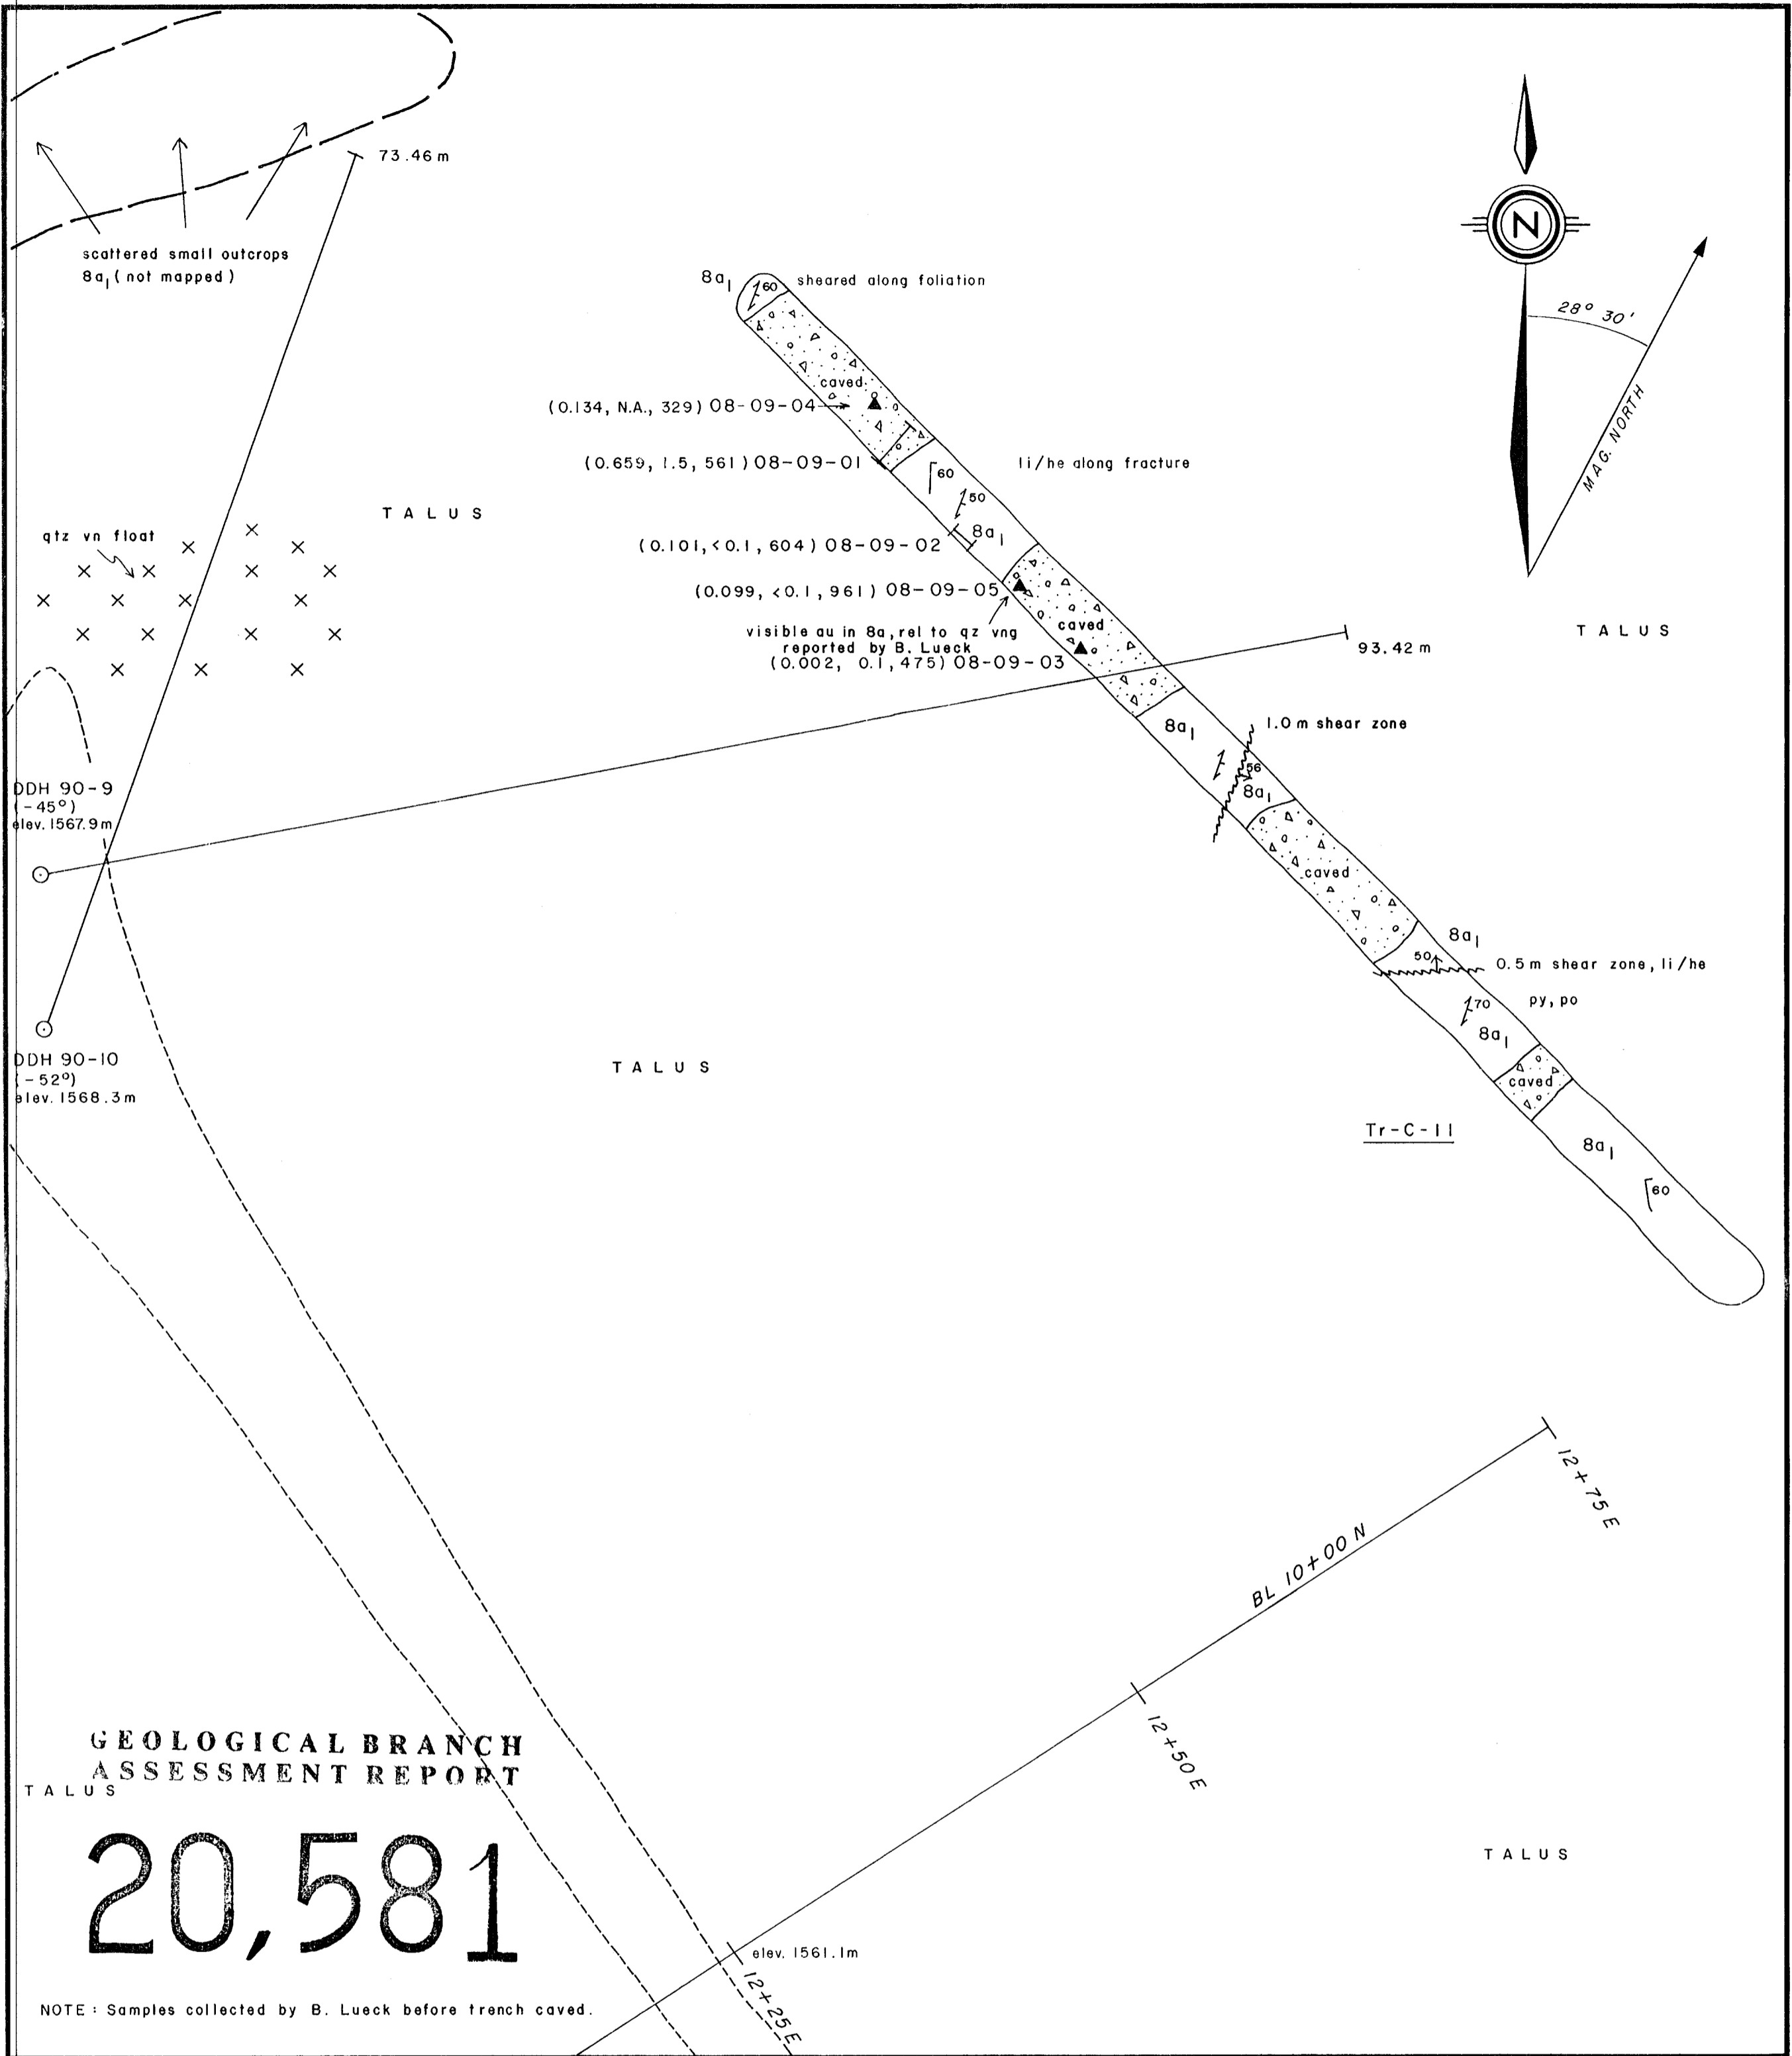 73.46 m
scattered small outcrops
8a1 ( not mapped )
8a1
60
sheared along foliation
N
28° 30'
MAG. NORTH
caved
(0.134, N.A., 329) 08-09-04
(0.659, 1.5, 561) 08-09-01
60
li/he along fracture
50
TALUS
qtz vn float
8a1
(0.101, <0.1, 604) 08-09-02
(0.099, <0.1, 961) 08-09-05
visible au in 8a, rel to qz vng
reported by B. Lueck
caved
(0.002, 0.1, 475) 08-09-03
TALUS
93.42 m
8a1
1.0 m shear zone
56
8a1
DDH 90-9
(-45°)
elev. 1567.9m
caved
8a1
50
0.5 m shear zone, li/he
70
py, po
8a1
DDH 90-10
(-52°)
elev. 1568.3m
TALUS
caved
Tr-C-11
8a1
60
12+75 E
BL 10+00 N
12+50 E
GEOLOGICAL BRANCH
ASSESSMENT REPORT
TALUS
20,581
TALUS
elev. 1561.1m
12+25 E
NOTE : Samples collected by B. Lueck before trench caved.